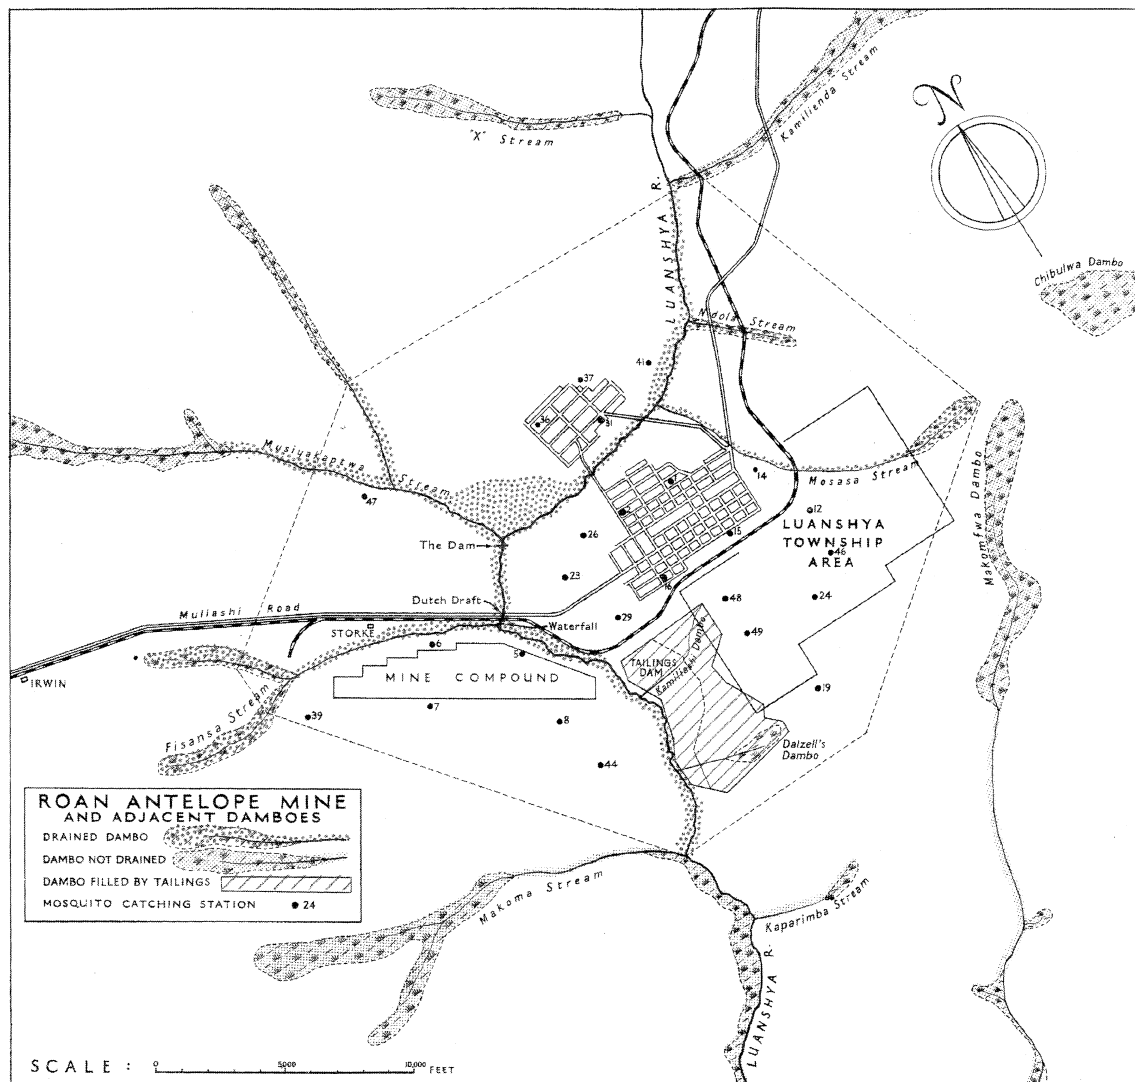 Kamilienda Stream
"X" Stream
N
LUANSHYA R.
Chibulwa Dambo
Ndola Stream
41
37
36
31
Musiyakaptwa Stream
47
14
Mosasa Stream
Makomfwa Dambo
12
LUANSHYA
TOWNSHIP
AREA
26
15
46
The Dam
23
16
Dutch Draft
48
24
Mullashi Road
29
Waterfall
49
STORKE
6
5
TAILINGS
DAM
Kamiliashi Dambo
IRWIN
MINE COMPOUND
19
7
39
8
Fisansa Stream
Dalzell's
Dambo
44
ROAN ANTELOPE MINE
AND ADJACENT DAMBOES
DRAINED DAMBO
DAMBO NOT DRAINED
DAMBO FILLED BY TAILINGS
MOSQUITO CATCHING STATION 24
Makoma Stream
Kaparimba Stream
LUANSHYA R.
SCALE : 0 5000 10,000 FEET